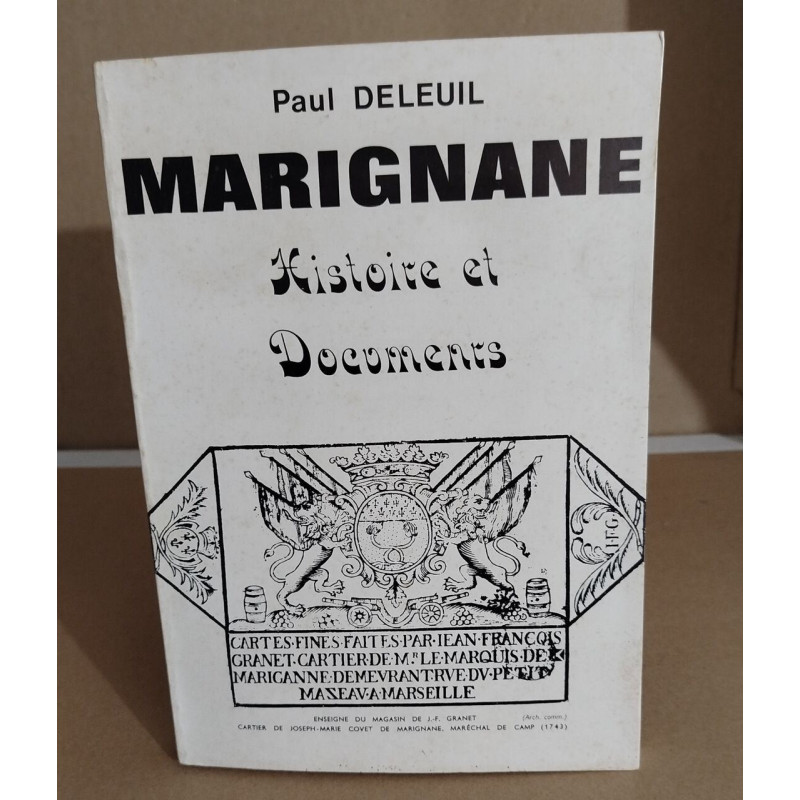 Paul DELEUIL
MARIGNANE
Histoire et
Documents
J.F.G.
CARTES·FINES·FAITES·PAR·IEAN·FRANÇOIS
GRANET·CARTIER·DE·Mʳ·LE·MARQUIS·DE
MARIGANNE·DEMEVRANT·RVE·DV·PETIT
MAZEAV·A·MARSEILLE
ENSEIGNE DU MAGASIN DE J.-F. GRANET (Arch. comm.)
CARTIER DE JOSEPH-MARIE COVET DE MARIGNANE, MARÉCHAL DE CAMP (1743)